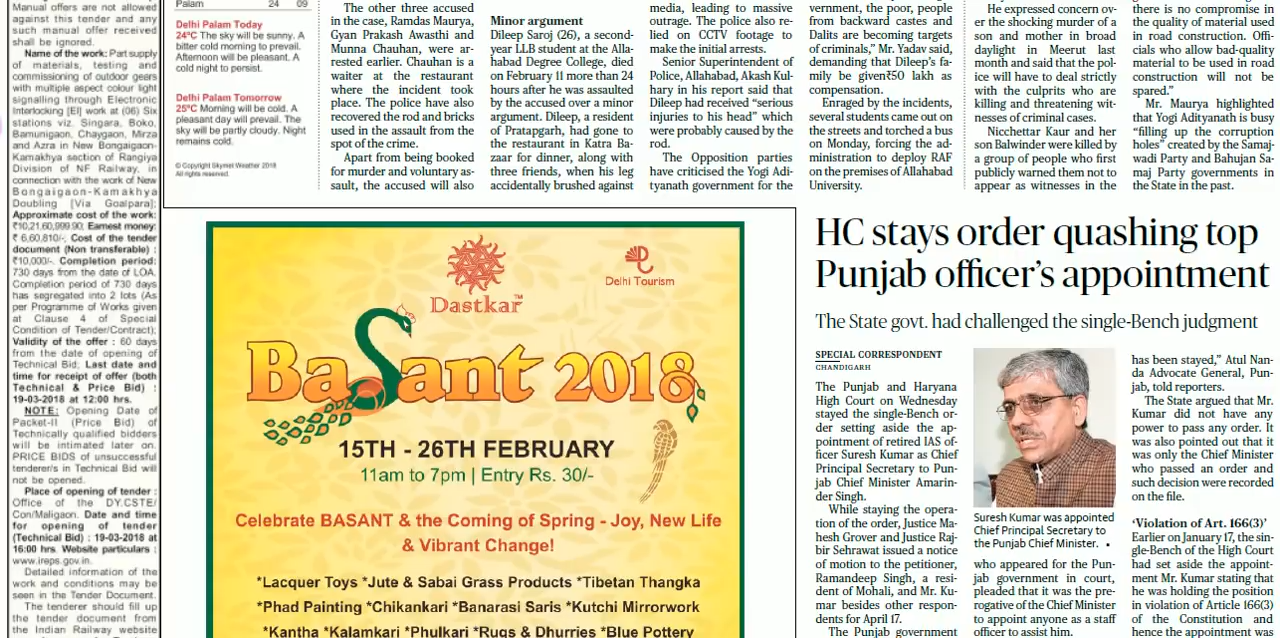 Manual offers are not allowed
against this tender and any
such manual offer received
shall be ignored.
Name of the work: Part supply
of materials, testing and
commissioning of outdoor gears
with multiple aspect colour light
signalling through Electronic
Interlocking [EI] work at (06) Six
stations viz. Singara, Boko,
Bamunigaon, Chaygaon, Mirza
and Azra in New Bongaigaon-
Kamakhya section of Rangiya
Division of NF Railway, in
connection with the work of New
Bongaigaon-Kamakhya
Doubling [Via Goalpara];
Approximate cost of the work:
₹10,21,60,999.90; Earnest money:
₹ 6,60,810/-; Cost of the tender
document (Non transferable) :
₹10,000/-. Completion period:
730 days from the date of LOA.
Completion period of 730 days
has segregated into 2 lots (As
per Programme of Works given
at Clause 4 of Special
Condition of Tender/Contract);
Validity of the offer : 60 days
from the date of opening of
Technical Bid; Last date and
time for receipt of offer (both
Technical & Price Bid) :
19-03-2018 at 12:00 hrs.
NOTE: Opening Date of
Packet-II (Price Bid) of
Technically qualified bidders
will be intimated later on.
PRICE BIDS of unsuccessful
tenderer/s in Technical Bid will
not be opened.
Place of opening of tender :
Office of the DY.CSTE/
Con/Maligaon. Date and time
for opening of tender
(Technical Bid) : 19-03-2018 at
16:00 hrs. Website particulars :
www.ireps.gov.in.
Detailed information of the
work and conditions may be
seen in the Tender Document.
The tenderer should fill up
the tender document from
the Indian Railway website
Palam 24 09
Delhi Palam Today
24°C The sky will be sunny. A
bitter cold morning to prevail.
Afternoon will be pleasant. A
cold night to persist.
Delhi Palam Tomorrow
25°C Morning will be cold. A
pleasant day will prevail. The
sky will be partly cloudy. Night
remains cold.
© Copyright Skymet Weather 2018
All rights reserved.
The other three accused
in the case, Ramdas Maurya,
Gyan Prakash Awasthi and
Munna Chauhan, were ar-
rested earlier. Chauhan is a
waiter at the restaurant
where the incident took
place. The police have also
recovered the rod and bricks
used in the assault from the
spot of the crime.
Apart from being booked
for murder and voluntary as-
sault, the accused will also
Minor argument
Dileep Saroj (26), a second-
year LLB student at the Alla-
habad Degree College, died
on February 11 more than 24
hours after he was assaulted
by the accused over a minor
argument. Dileep, a resident
of Pratapgarh, had gone to
the restaurant in Katra Ba-
zaar for dinner, along with
three friends, when his leg
accidentally brushed against
media, leading to massive
outrage. The police also re-
lied on CCTV footage to
make the initial arrests.
Senior Superintendent of
Police, Allahabad, Akash Kul-
hary in his report said that
Dileep had received “serious
injuries to his head” which
were probably caused by the
rod.
The Opposition parties
have criticised the Yogi Adi-
tyanath government for the
vernment, the poor, people
from backward castes and
Dalits are becoming targets
of criminals,” Mr. Yadav said,
demanding that Dileep’s fa-
mily be given₹50 lakh as
compensation.
Enraged by the incidents,
several students came out on
the streets and torched a bus
on Monday, forcing the ad-
ministration to deploy RAF
on the premises of Allahabad
University.
He expressed concern ov-
er the shocking murder of a
son and mother in broad
daylight in Meerut last
month and said that the pol-
ice will have to deal strictly
with the culprits who are
killing and threatening wit-
nesses of criminal cases.
Nicchettar Kaur and her
son Balwinder were killed by
a group of people who first
publicly warned them not to
appear as witnesses in the
there is no compromise in
the quality of material used
in road construction. Offi-
cials who allow bad-quality
material to be used in road
construction will not be
spared.”
Mr. Maurya highlighted
that Yogi Adityanath is busy
“filling up the corruption
holes” created by the Samaj-
wadi Party and Bahujan Sa-
maj Party governments in
the State in the past.
Dastkar™
Delhi Tourism
BaSant 2018
15TH - 26TH FEBRUARY
11am to 7pm | Entry Rs. 30/-
Celebrate BASANT & the Coming of Spring - Joy, New Life
& Vibrant Change!
*Lacquer Toys *Jute & Sabai Grass Products *Tibetan Thangka
*Phad Painting *Chikankari *Banarasi Saris *Kutchi Mirrorwork
*Kantha *Kalamkari *Phulkari *Rugs & Dhurries *Blue Pottery
HC stays order quashing top
Punjab officer’s appointment
The State govt. had challenged the single-Bench judgment
SPECIAL CORRESPONDENT
CHANDIGARH
The Punjab and Haryana
High Court on Wednesday
stayed the single-Bench or-
der setting aside the ap-
pointment of retired IAS of-
ficer Suresh Kumar as Chief
Principal Secretary to Pun-
jab Chief Minister Amarin-
der Singh.
While staying the opera-
tion of the order, Justice Ma-
hesh Grover and Justice Raj-
bir Sehrawat issued a notice
of motion to the petitioner,
Ramandeep Singh, a resi-
dent of Mohali, and Mr. Ku-
mar besides other respon-
dents for April 17.
The Punjab government
Suresh Kumar was appointed
Chief Principal Secretary to
the Punjab Chief Minister. •
who appeared for the Pun-
jab government in court,
pleaded that it was the pre-
rogative of the Chief Minister
to appoint anyone as a staff
officer to assist him.
has been stayed,” Atul Nan-
da Advocate General, Pun-
jab, told reporters.
The State argued that Mr.
Kumar did not have any
power to pass any order. It
was also pointed out that it
was only the Chief Minister
who passed an order and
such decision were recorded
on the file.
‘Violation of Art. 166(3)’
Earlier on January 17, the sin-
gle-Bench of the High Court
had set aside the appoint-
ment Mr. Kumar stating that
he was holding the position
in violation of Article 166(3)
of the Constitution and
hence the appointment was